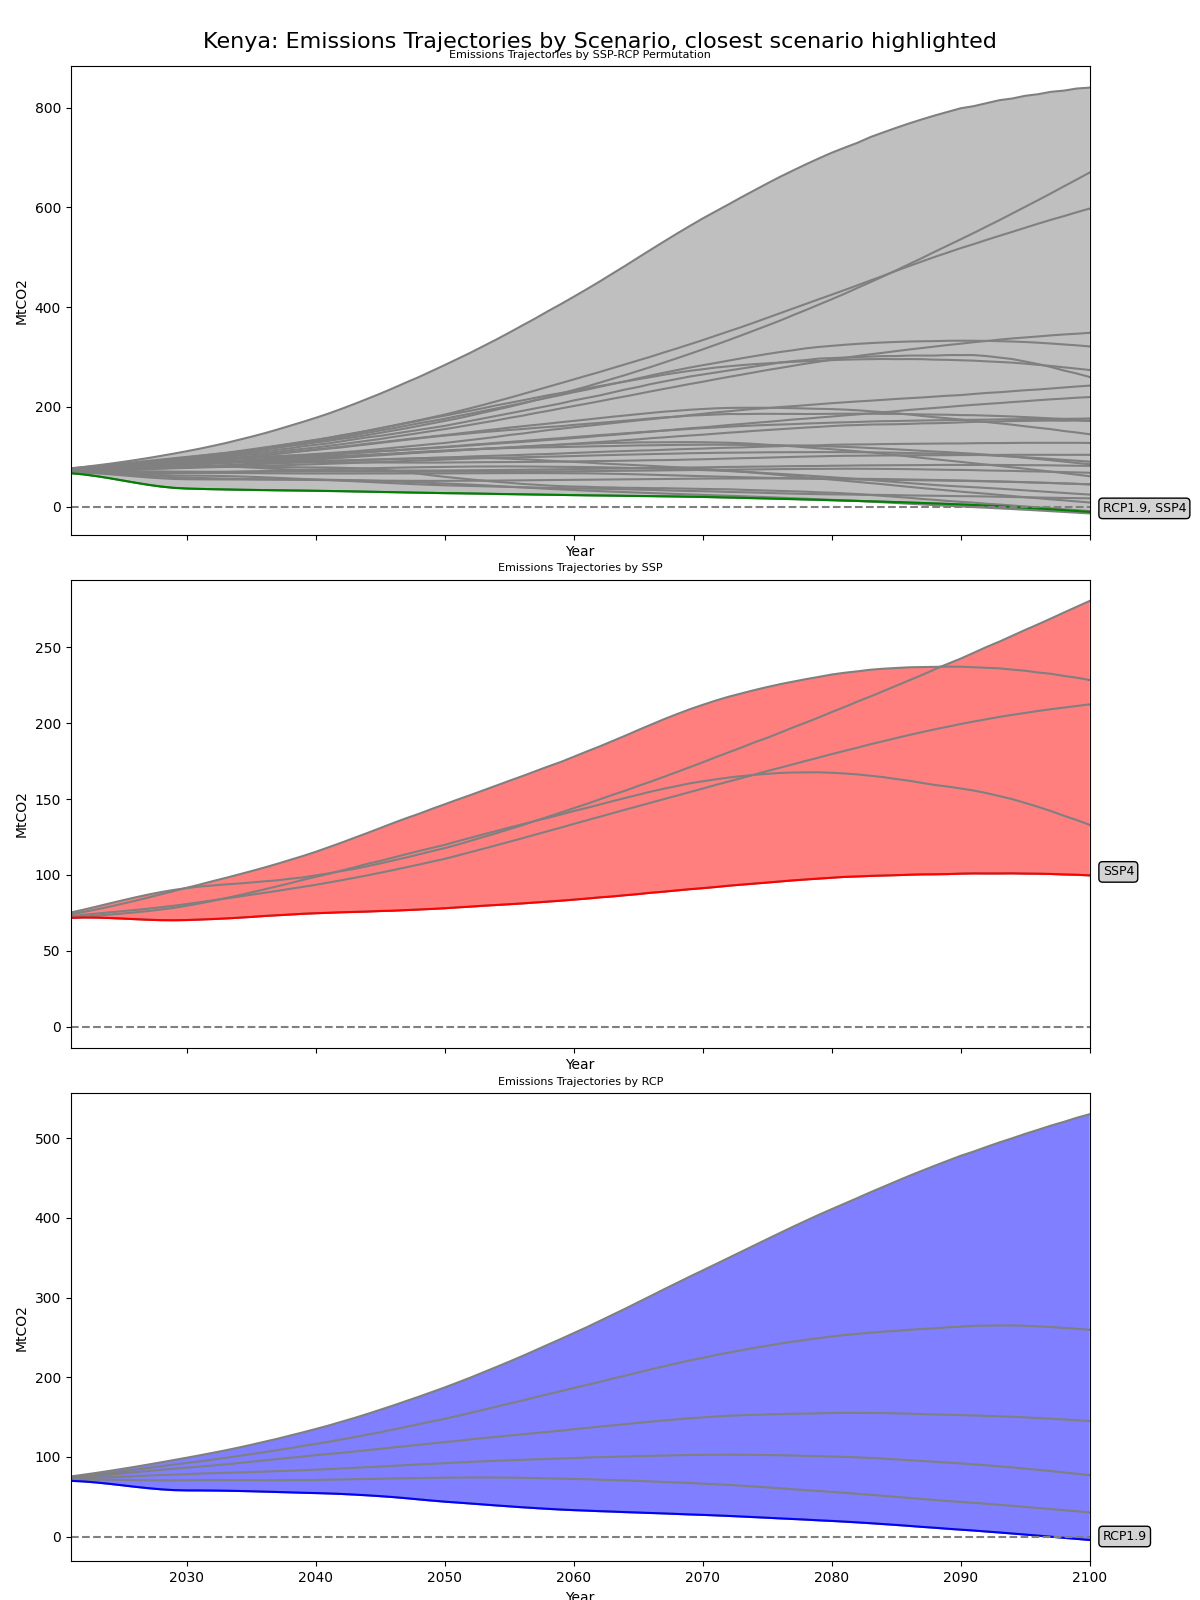 Kenya: Emissions Trajectories by Scenario, closest scenario highlighted
Emissions Trajectories by SSP-RCP Permutation
800
600
400
200
0
MtCO2
RCP1.9, SSP4
Year
Emissions Trajectories by SSP
250
200
150
100
50
0
MtCO2
SSP4
Year
Emissions Trajectories by RCP
500
400
300
200
100
0
MtCO2
RCP1.9
2030 2040 2050 2060 2070 2080 2090 2100
Year